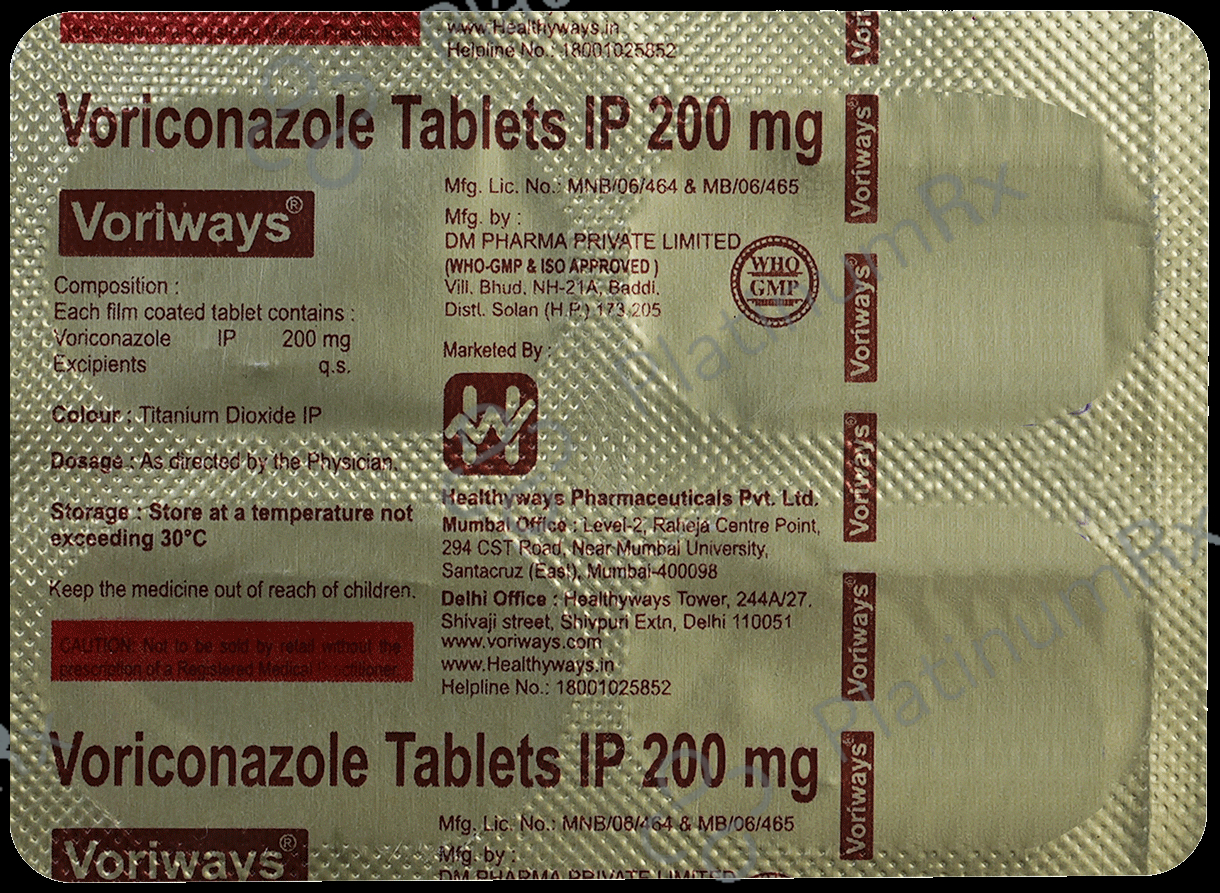 www.Healthyways.in
Helpline No.: 18001025852
Voriconazole Tablets IP 200 mg
Voriways®
Composition :
Each film coated tablet contains :
Voriconazole IP 200 mg
Excipients q.s.
Colour : Titanium Dioxide IP
Dosage : As directed by the Physician.
Storage : Store at a temperature not
exceeding 30°C
Keep the medicine out of reach of children.
CAUTION: Not to be sold by retail without the
prescription of a Registered Medical Practitioner.
Mfg. Lic. No.: MNB/06/464 & MB/06/465
Mfg. by :
DM PHARMA PRIVATE LIMITED
(WHO-GMP & ISO APPROVED )
Vill. Bhud, NH-21A, Baddi,
Distl. Solan (H.P.) 173 205
WHO
GMP
Marketed By :
Healthyways Pharmaceuticals Pvt. Ltd.
Mumbai Office : Level-2, Raheja Centre Point,
294 CST Road, Near Mumbai University,
Santacruz (East), Mumbai-400098
Delhi Office : Healthyways Tower, 244A/27,
Shivaji street, Shivpuri Extn, Delhi 110051
www.voriways.com
www.Healthyways.in
Helpline No.: 18001025852
Voriconazole Tablets IP 200 mg
Voriways®
Mfg. Lic. No.: MNB/06/464 & MB/06/465
Mfg. by :
DM PHARMA PRIVATE LIMITED
Vori
Voriways®
Voriways®
Voriways®
Voriways®
Voriways®
PlatinumRx
PlatinumRx